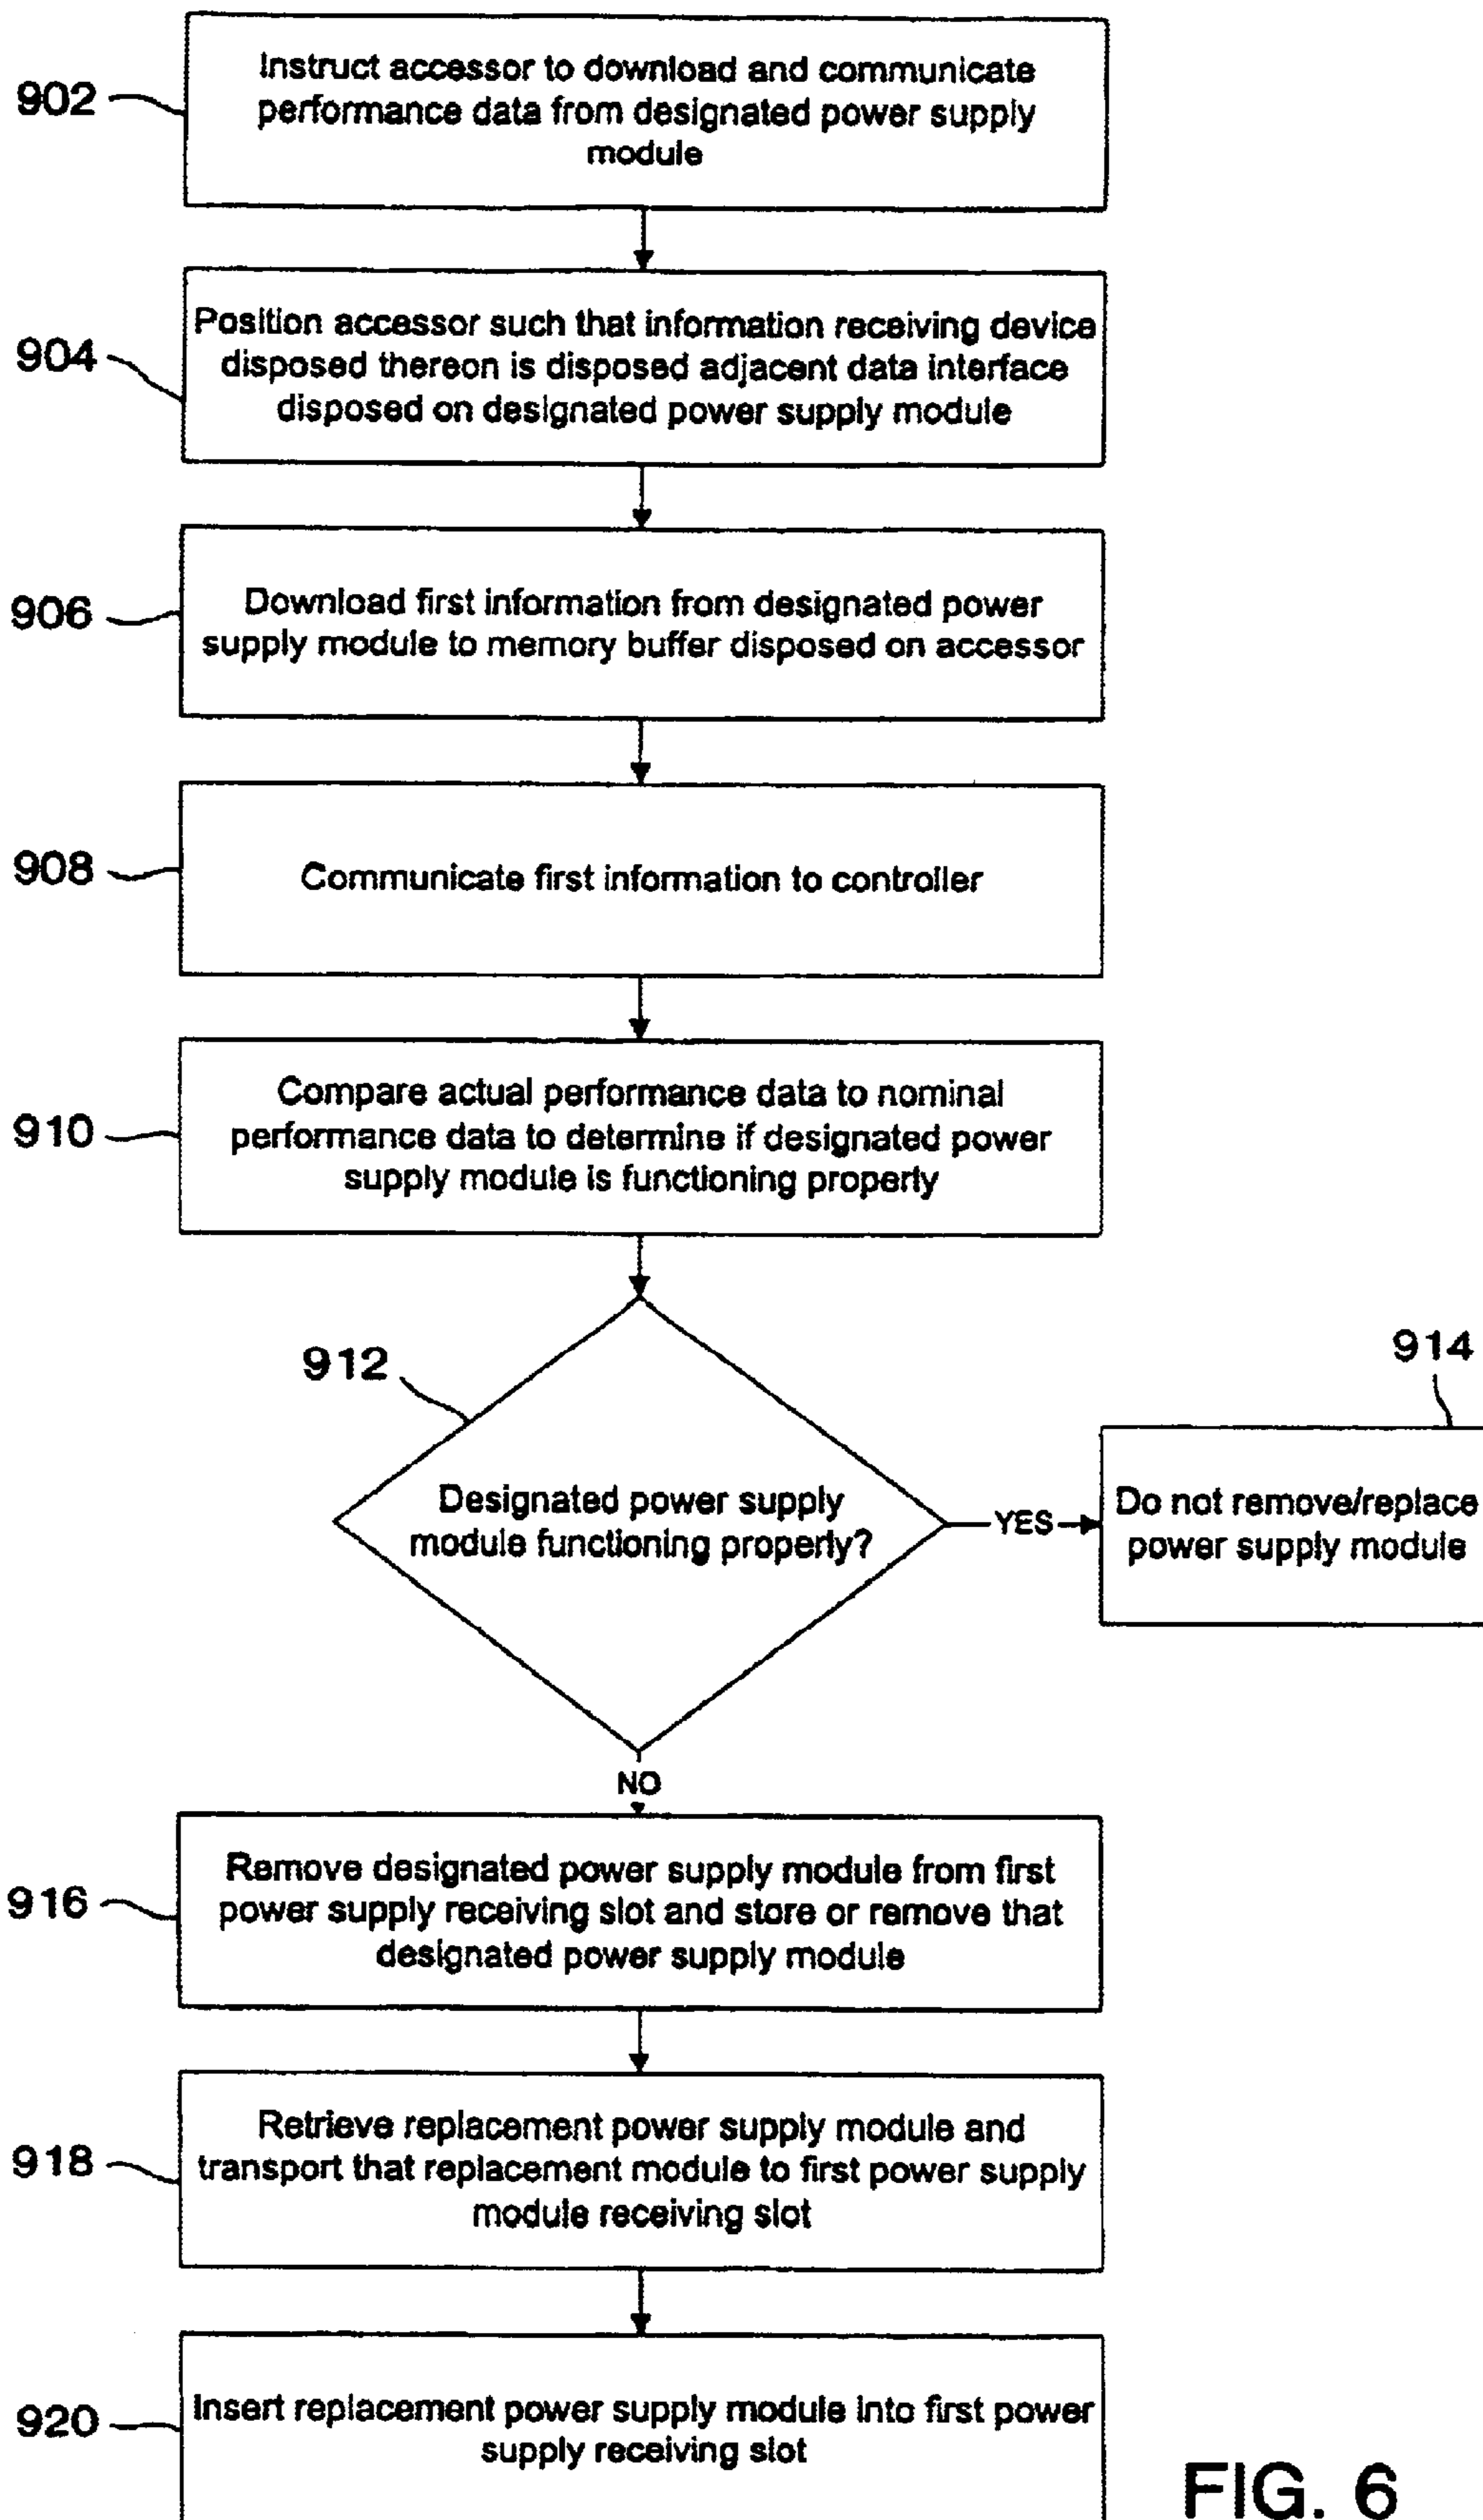 902
Instruct accessor to download and communicate
performance data from designated power supply
module
904
Position accessor such that information receiving device
disposed thereon is disposed adjacent data interface
disposed on designated power supply module
906
Download first information from designated power
supply module to memory buffer disposed on accessor
908
Communicate first information to controller
910
Compare actual performance data to nominal
performance data to determine if designated power
supply module is functioning properly
912
Designated power supply
module functioning properly?
YES
914
Do not remove/replace
power supply module
NO
916
Remove designated power supply module from first
power supply receiving slot and store or remove that
designated power supply module
918
Retrieve replacement power supply module and
transport that replacement module to first power supply
module receiving slot
920
Insert replacement power supply module into first power
supply receiving slot
FIG. 6